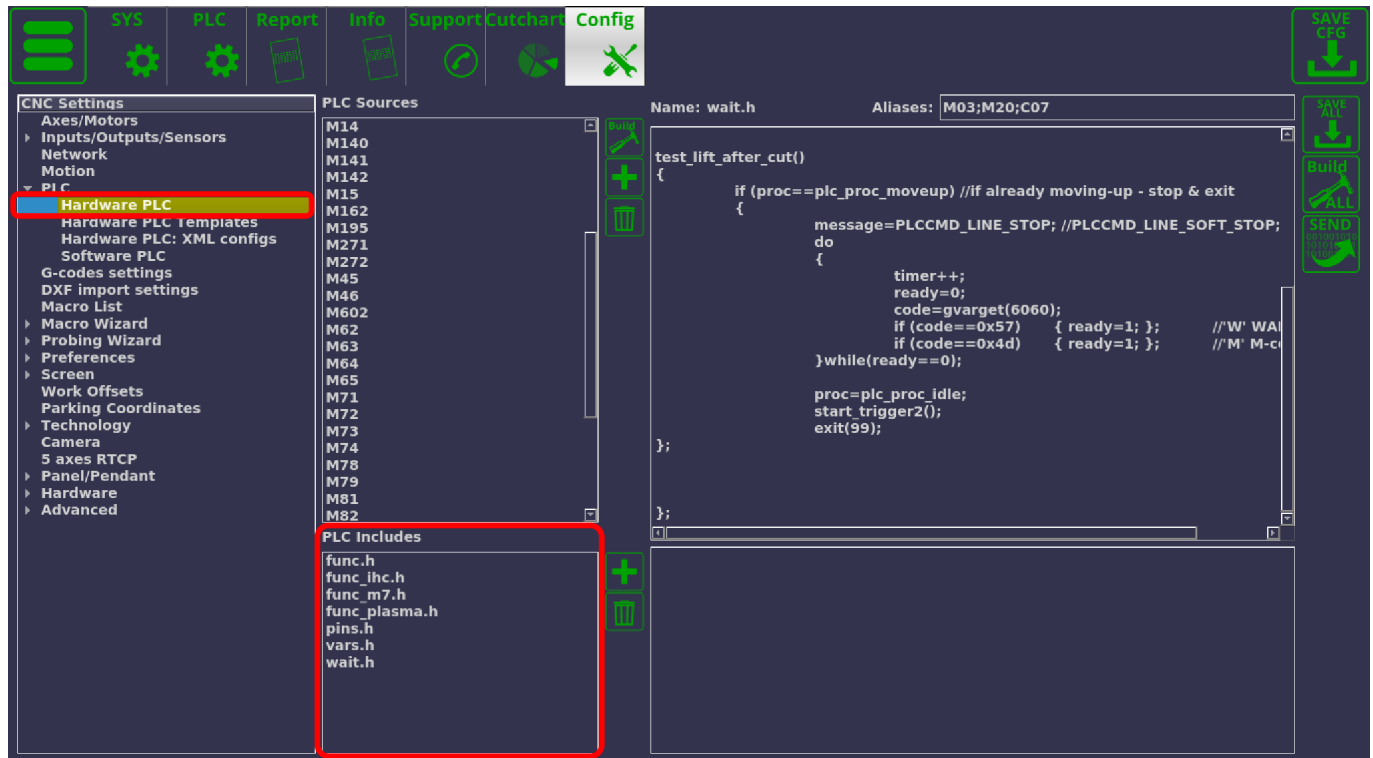 SYS
PLC
Report
Info
Support
Cutchart
Config
SAVE
CFG
CNC Settings
Axes/Motors
Inputs/Outputs/Sensors
Network
Motion
PLC
Hardware PLC
Hardware PLC Templates
Hardware PLC: XML configs
Software PLC
G-codes settings
DXF import settings
Macro List
Macro Wizard
Probing Wizard
Preferences
Screen
Work Offsets
Parking Coordinates
Technology
Camera
5 axes RTCP
Panel/Pendant
Hardware
Advanced
PLC Sources
M14
M140
M141
M142
M15
M162
M195
M271
M272
M45
M46
M602
M62
M63
M64
M65
M71
M72
M73
M74
M78
M79
M81
M82
Build
PLC Includes
func.h
func_ihc.h
func_m7.h
func_plasma.h
pins.h
vars.h
wait.h
Name: wait.h
Aliases: M03;M20;C07
test_lift_after_cut()
{
if (proc==plc_proc_moveup) //if already moving-up - stop & exit
{
message=PLCCMD_LINE_STOP; //PLCCMD_LINE_SOFT_STOP;
do
{
timer++;
ready=0;
code=gvarget(6060);
if (code==0x57) { ready=1; }; //'W' WAI
if (code==0x4d) { ready=1; }; //'M' M-c
}while(ready==0);
proc=plc_proc_idle;
start_trigger2();
exit(99);
};
};
SAVE
ALL
Build
ALL
SEND